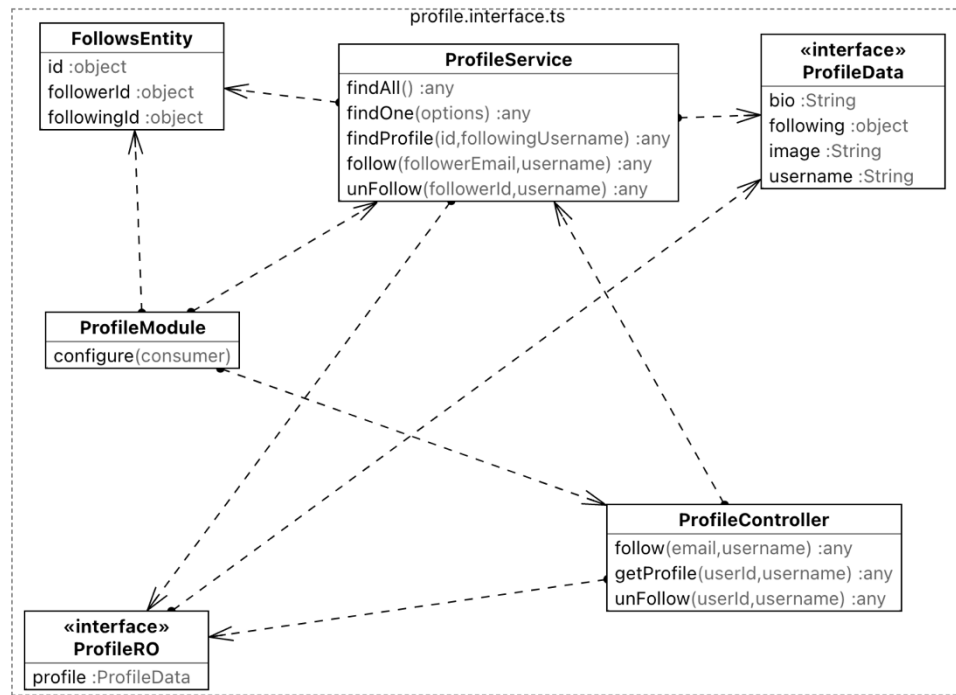 profile.interface.ts
FollowsEntity
id :object
followerId :object
followingId :object
ProfileService
findAll() :any
findOne(options) :any
findProfile(id,followingUsername) :any
follow(followerEmail,username) :any
unFollow(followerId,username) :any
«interface»
ProfileData
bio :String
following :object
image :String
username :String
ProfileModule
configure(consumer)
ProfileController
follow(email,username) :any
getProfile(userId,username) :any
unFollow(userId,username) :any
«interface»
ProfileRO
profile :ProfileData